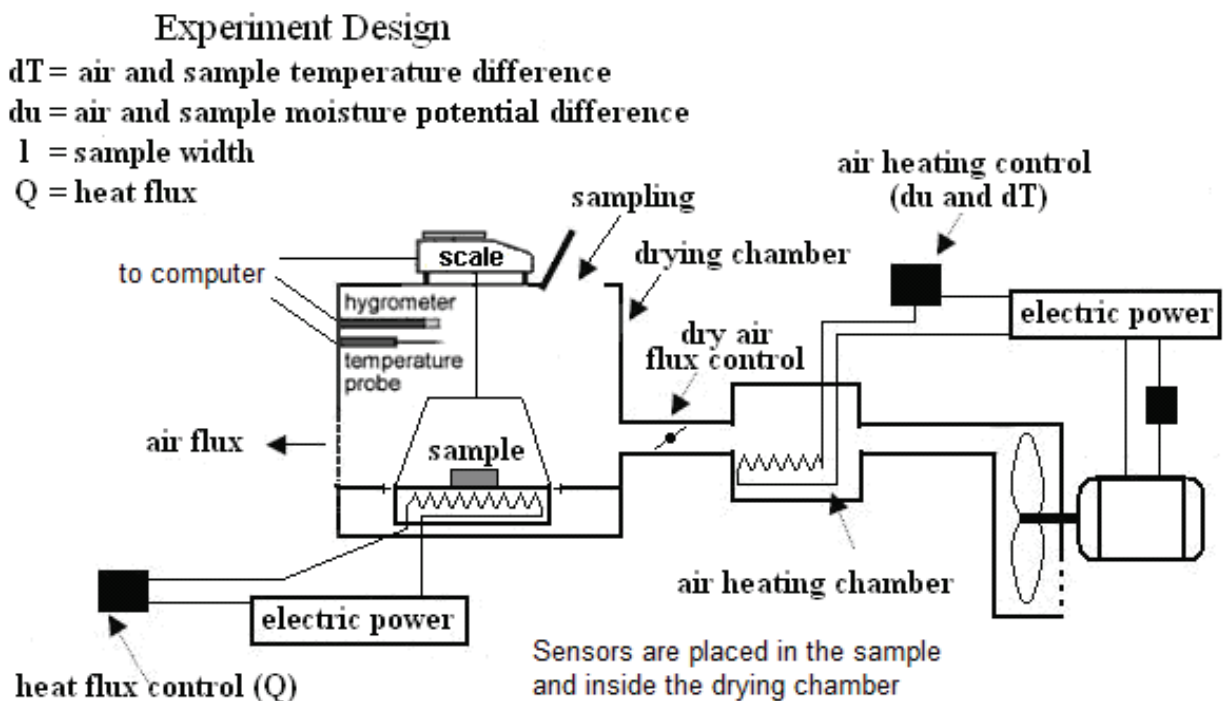 Experiment Design
dT = air and sample temperature difference
du = air and sample moisture potential difference
l = sample width
Q = heat flux
air heating control
(du and dT)
sampling
drying chamber
scale
to computer
hygrometer
temperature
probe
dry air
flux control
electric power
air flux
sample
air heating chamber
electric power
heat flux control (Q)
Sensors are placed in the sample
and inside the drying chamber